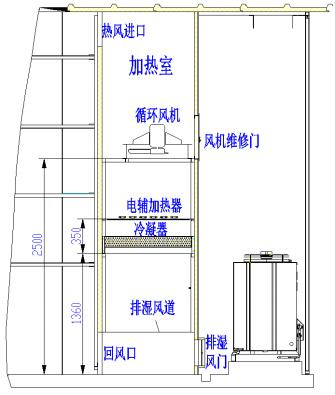 热风进口
加热室
循环风机
风机维修门
电辅加热器
冷凝器
350
2500
1360
排湿风道
回风口
排湿
风门